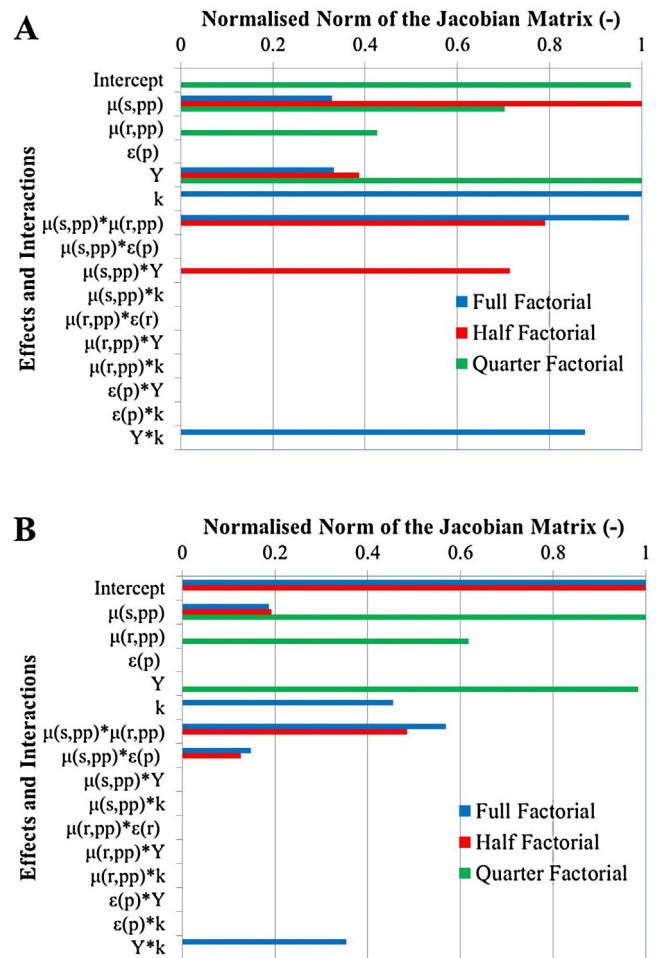 A
Normalised Norm of the Jacobian Matrix (-)
0 0.2 0.4 0.6 0.8 1
Effects and Interactions
Intercept
μ(s,pp)
μ(r,pp)
ε(p)
Y
k
μ(s,pp)*μ(r,pp)
μ(s,pp)*ε(p)
μ(s,pp)*Y
μ(s,pp)*k
μ(r,pp)*ε(r)
μ(r,pp)*Y
μ(r,pp)*k
ε(p)*Y
ε(p)*k
Y*k
Full Factorial
Half Factorial
Quarter Factorial
B
Normalised Norm of the Jacobian Matrix (-)
0 0.2 0.4 0.6 0.8 1
Effects and Interactions
Intercept
μ(s,pp)
μ(r,pp)
ε(p)
Y
k
μ(s,pp)*μ(r,pp)
μ(s,pp)*ε(p)
μ(s,pp)*Y
μ(s,pp)*k
μ(r,pp)*ε(r)
μ(r,pp)*Y
μ(r,pp)*k
ε(p)*Y
ε(p)*k
Y*k
Full Factorial
Half Factorial
Quarter Factorial